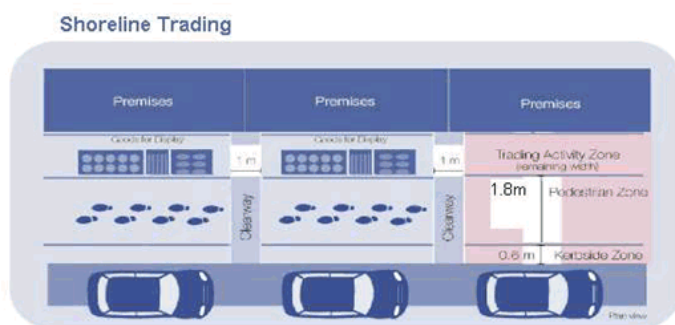 Shoreline Trading
Premises
Premises
Premises
Goods for Display
Goods for Display
1 m
1 m
Trading Activity Zone
(remaining width)
1.8m
Pedestrian Zone
Clearway
Clearway
0.6 m
Kerbside Zone
Plan view